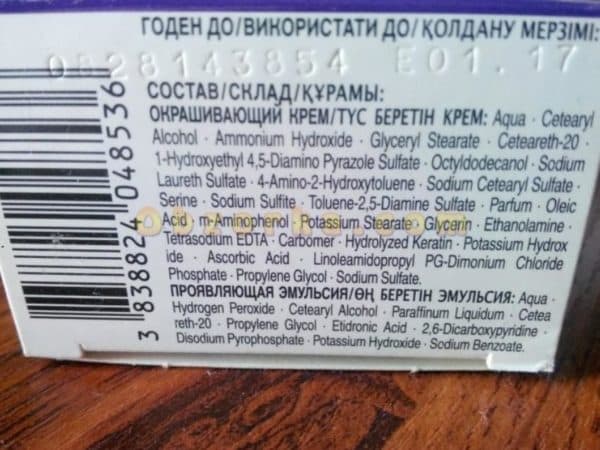 ГОДЕН ДО/ВИКОРИСТАТИ ДО/ ҚОЛДАНУ МЕРЗІМІ:
0828143854 E01.17
СОСТАВ/СКЛАД/ҚҰРАМЫ:
ОКРАШИВАЮЩИЙ КРЕМ/ТҮС БЕРЕТІН КРЕМ: Aqua · Cetearyl
Alcohol · Ammonium Hydroxide · Glyceryl Stearate · Ceteareth-20 ·
1-Hydroxyethyl 4,5-Diamino Pyrazole Sulfate · Octyldodecanol · Sodium
Laureth Sulfate · 4-Amino-2-Hydroxytoluene · Sodium Cetearyl Sulfate ·
Serine · Sodium Sulfite · Toluene-2,5-Diamine Sulfate · Parfum · Oleic
Acid · m-Aminophenol · Potassium Stearate · Glycerin · Ethanolamine ·
Tetrasodium EDTA · Carbomer · Hydrolyzed Keratin · Potassium Hydrox
ide · Ascorbic Acid · Linoleamidopropyl PG-Dimonium Chloride
Phosphate · Propylene Glycol · Sodium Sulfate.
ПРОЯВЛЯЮЩАЯ ЭМУЛЬСИЯ/ӨҢ БЕРЕТІН ЭМУЛЬСИЯ: Aqua ·
Hydrogen Peroxide · Cetearyl Alcohol · Paraffinum Liquidum · Cetea
reth-20 · Propylene Glycol · Etidronic Acid · 2,6-Dicarboxypyridine ·
Disodium Pyrophosphate · Potassium Hydroxide · Sodium Benzoate.
3 838824 048536